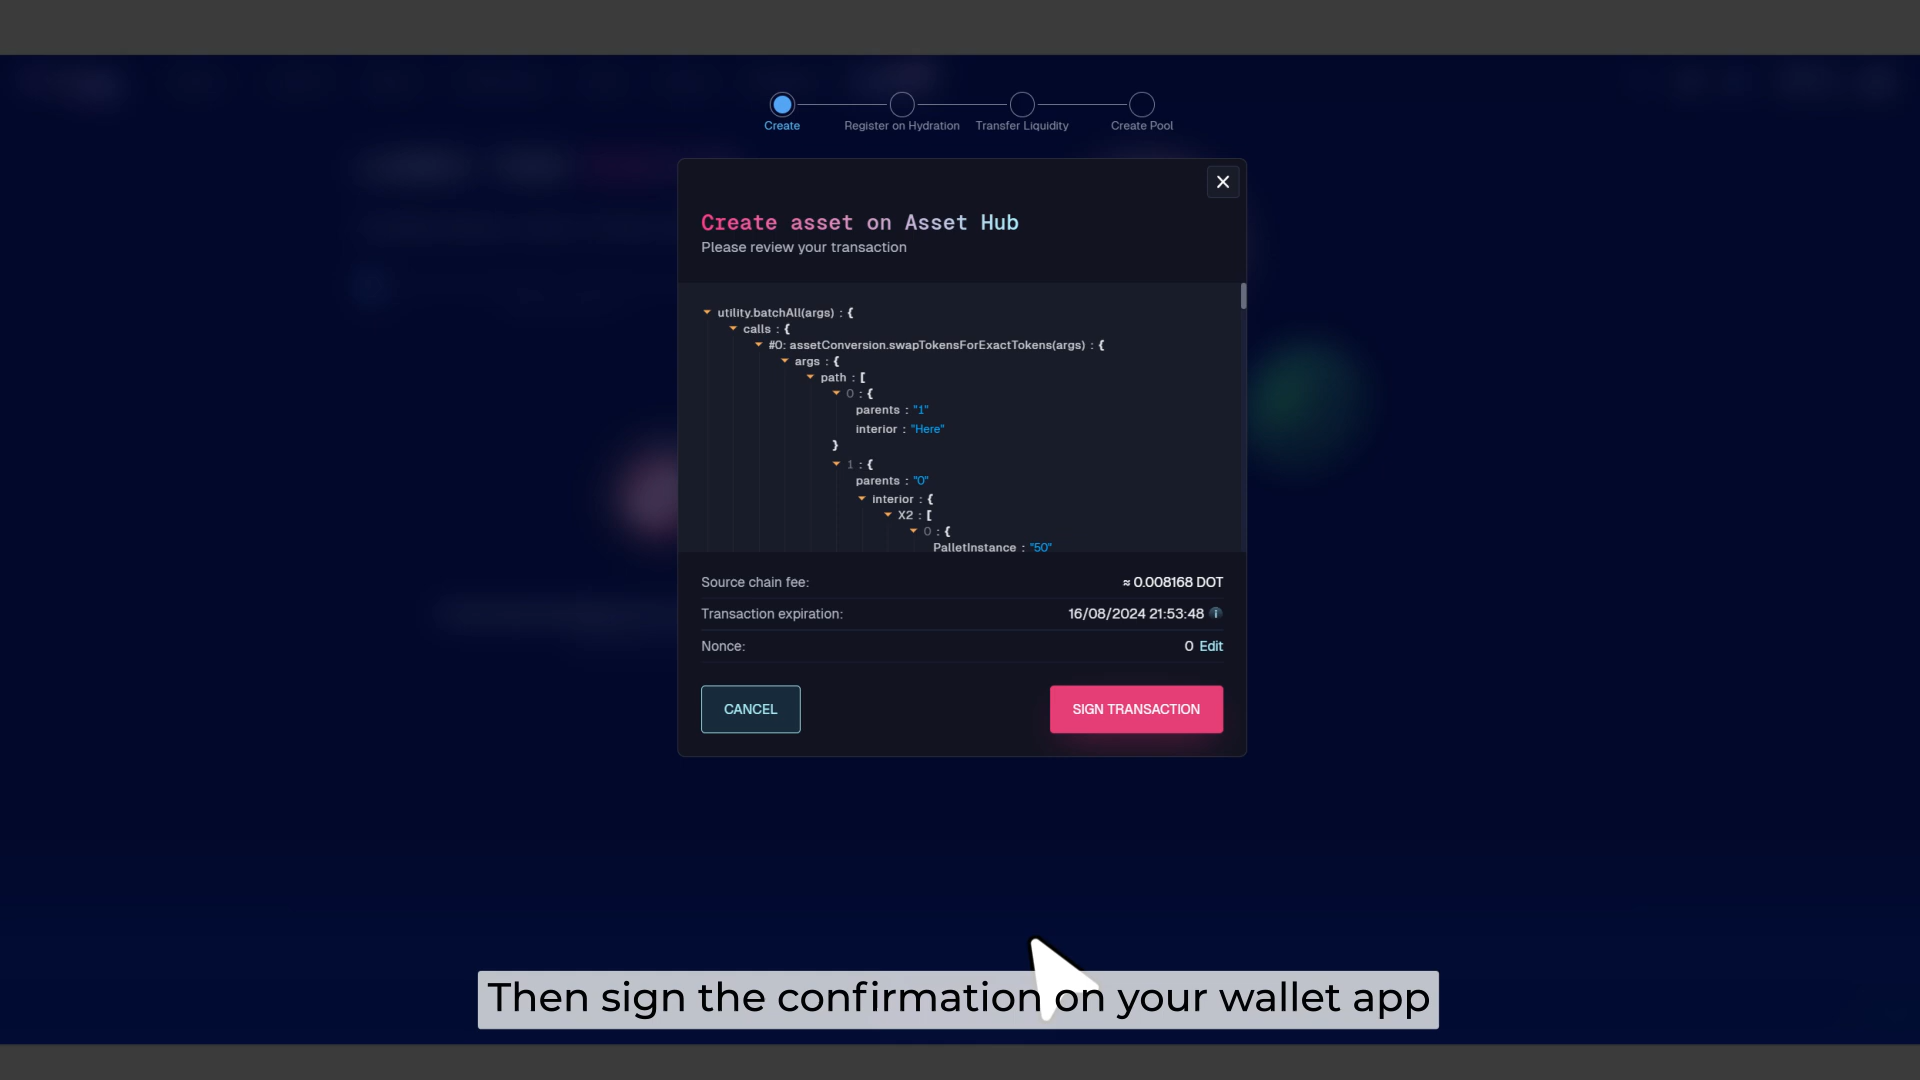 Create
Register on Hydration
Transfer Liquidity
Create Pool
Create asset on Asset Hub
Please review your transaction
utility.batchAll(args) : {
calls : {
#0: assetConversion.swapTokensForExactTokens(args) : {
args : {
path : [
0 : {
parents : "1"
interior : "Here"
}
1 : {
parents : "0"
interior : {
X2 : [
0 : {
PalletInstance : "50"
Source chain fee: ≈ 0.008168 DOT
Transaction expiration: 16/08/2024 21:53:48
Nonce: 0 Edit
CANCEL SIGN TRANSACTION
Then sign the confirmation on your wallet app